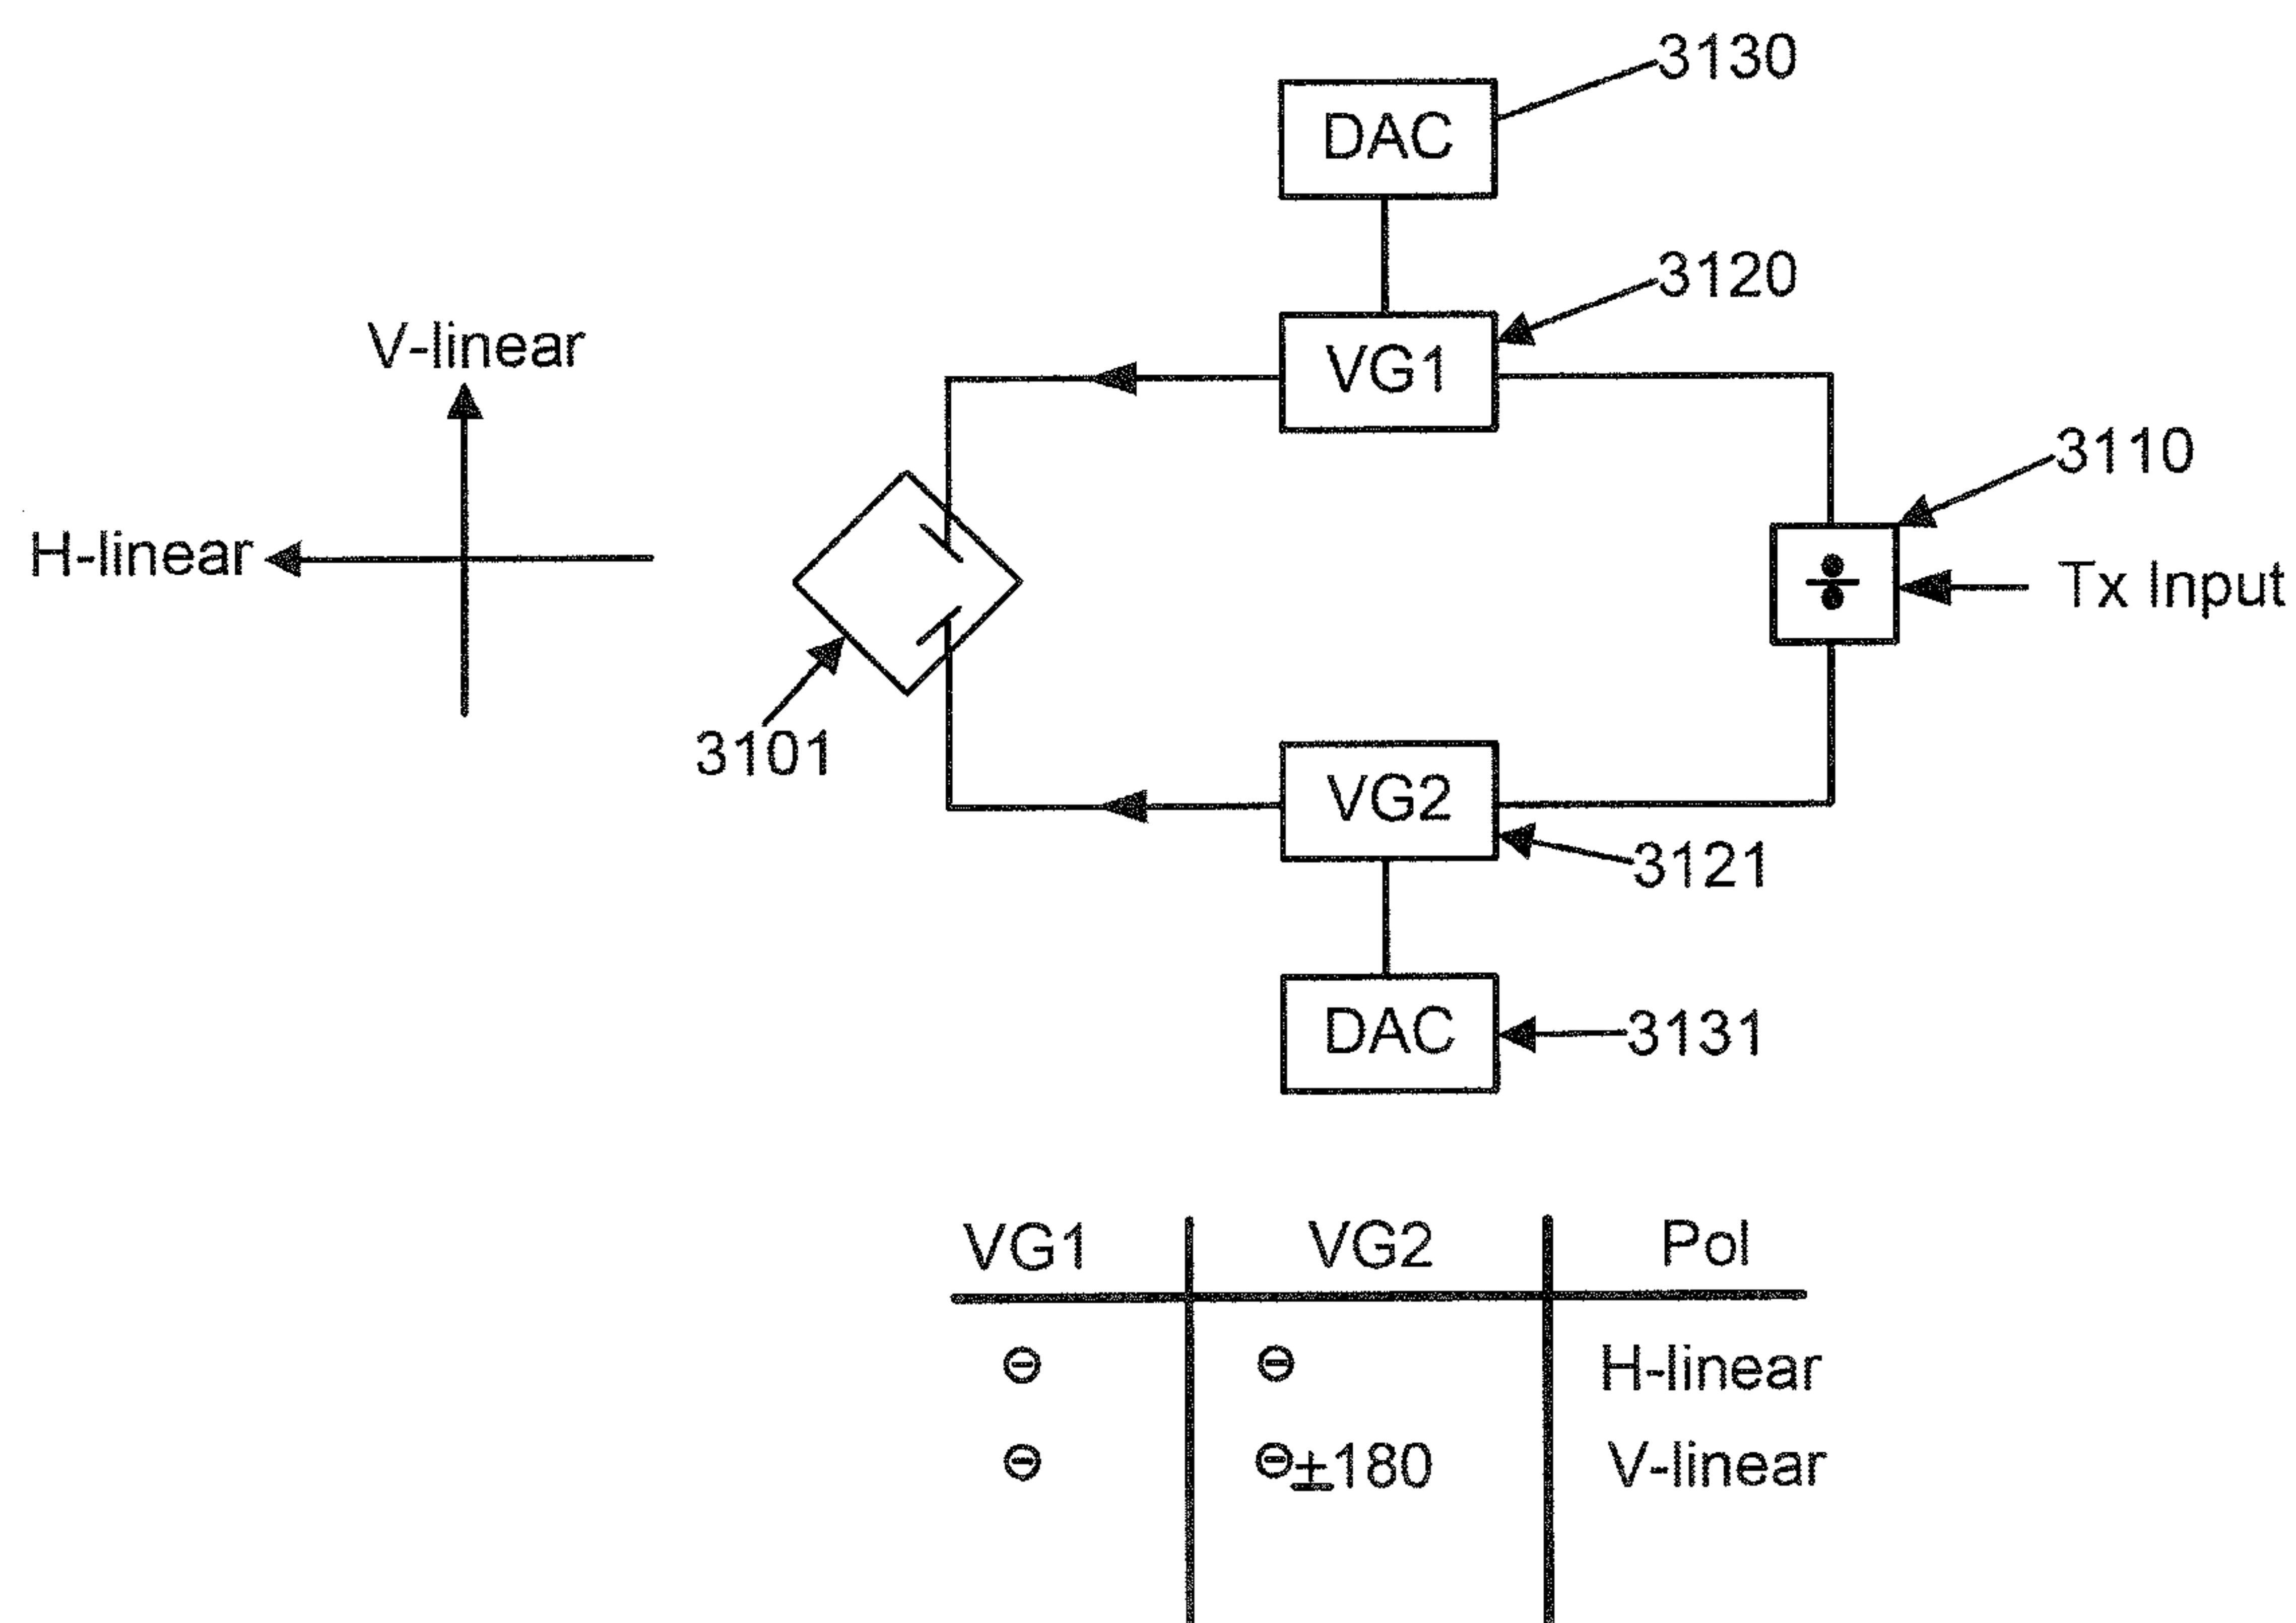 3130
DAC
3120
V-linear
VG1
3110
H-linear
÷
Tx Input
3101
VG2
3121
DAC
3131
VG1 VG2 Pol
Θ Θ H-linear
Θ Θ±180 V-linear